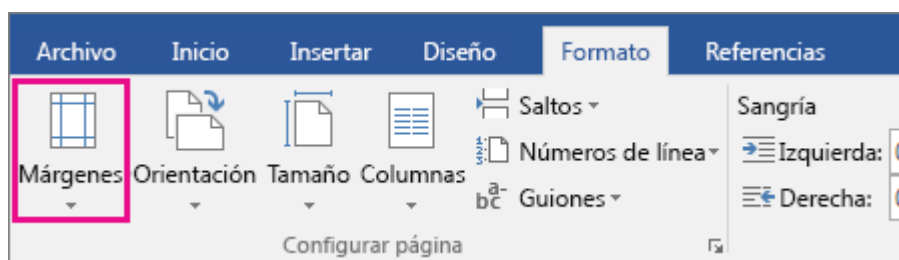 Archivo Inicio Insertar Diseño Formato Referencias
Márgenes Orientación Tamaño Columnas
Saltos
Números de línea
Guiones
Sangría
Izquierda:
Derecha:
Configurar página